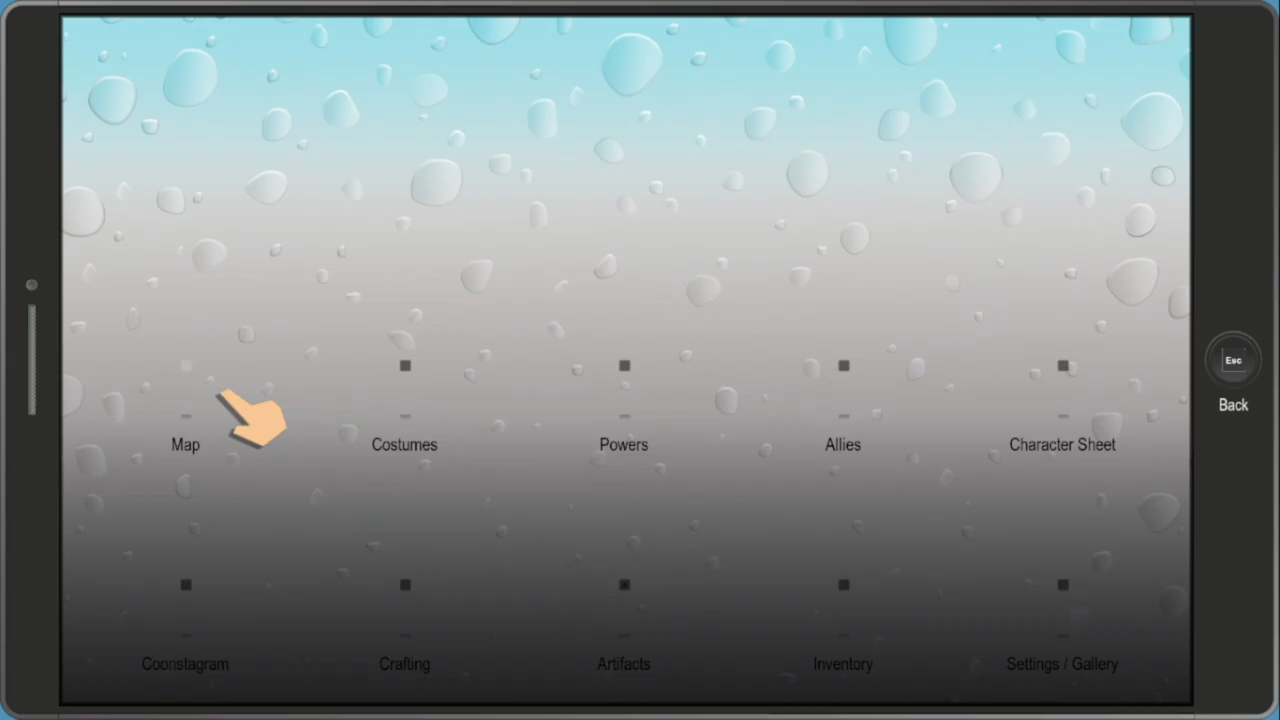 Esc
Back
Map Costumes Powers Allies Character Sheet
Coonstagram Crafting Artifacts Inventory Settings / Gallery